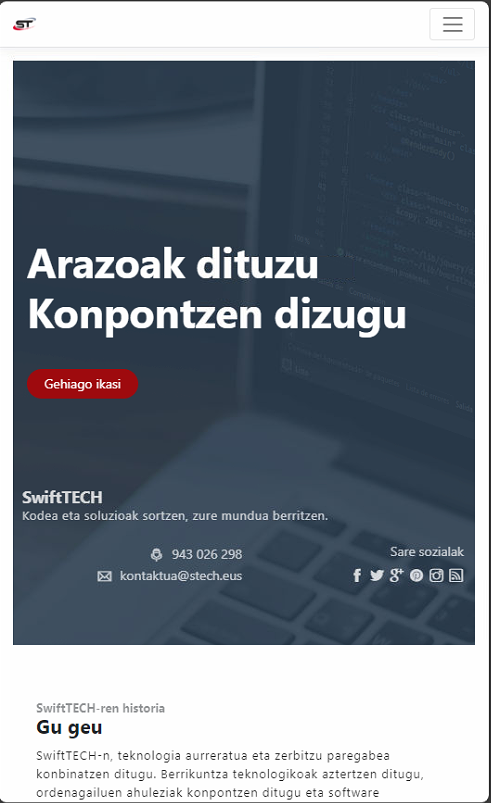 ST
Arazoak dituzu
Konpontzen dizugu
Gehiago ikasi
SwiftTECH
Kodea eta soluzioak sortzen, zure mundua berritzen.
943 026 298
kontaktua@stech.eus
Sare sozialak
SwiftTECH-ren historia
Gu geu
SwiftTECH-n, teknologia aurreratua eta zerbitzu paregabea
konbinatzen ditugu. Berrikuntza teknologikoak aztertzen ditugu,
ordenagailuen ahuleziak konpontzen ditugu eta software